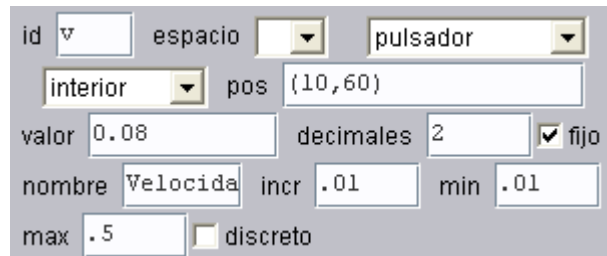 id v espacio pulsador
interior pos (10,60)
valor 0.08 decimales 2 fijo
nombre Velocida incr .01 min .01
max .5 discreto